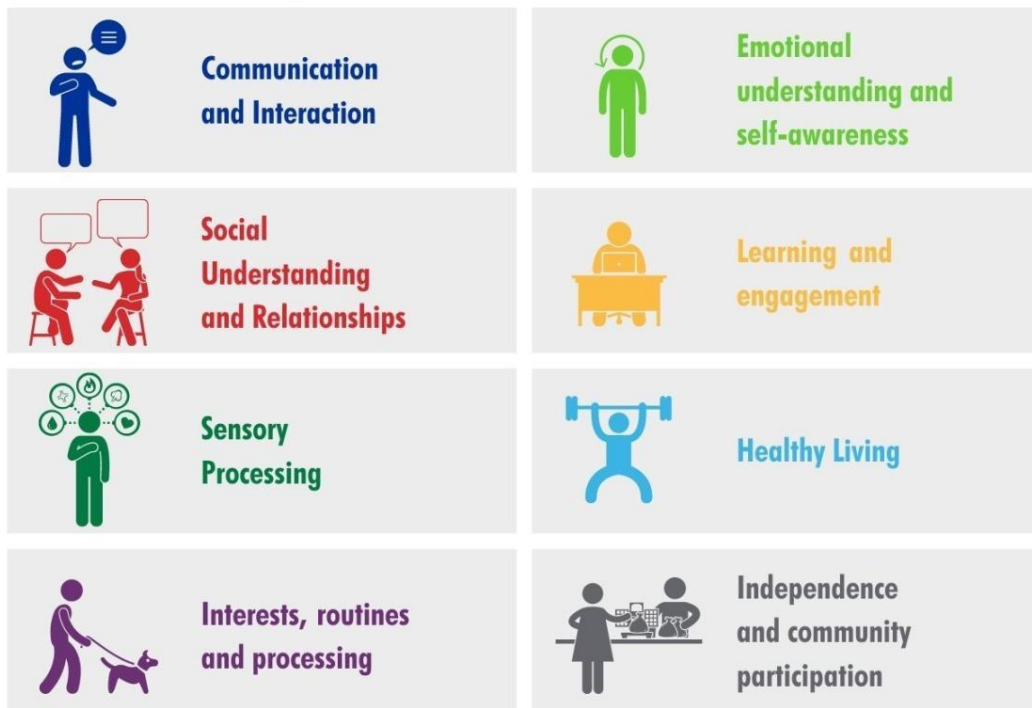 Communication
and Interaction
Emotional
understanding and
self-awareness
Social
Understanding
and Relationships
Learning and
engagement
Sensory
Processing
Healthy Living
Interests, routines
and processing
Independence
and community
participation